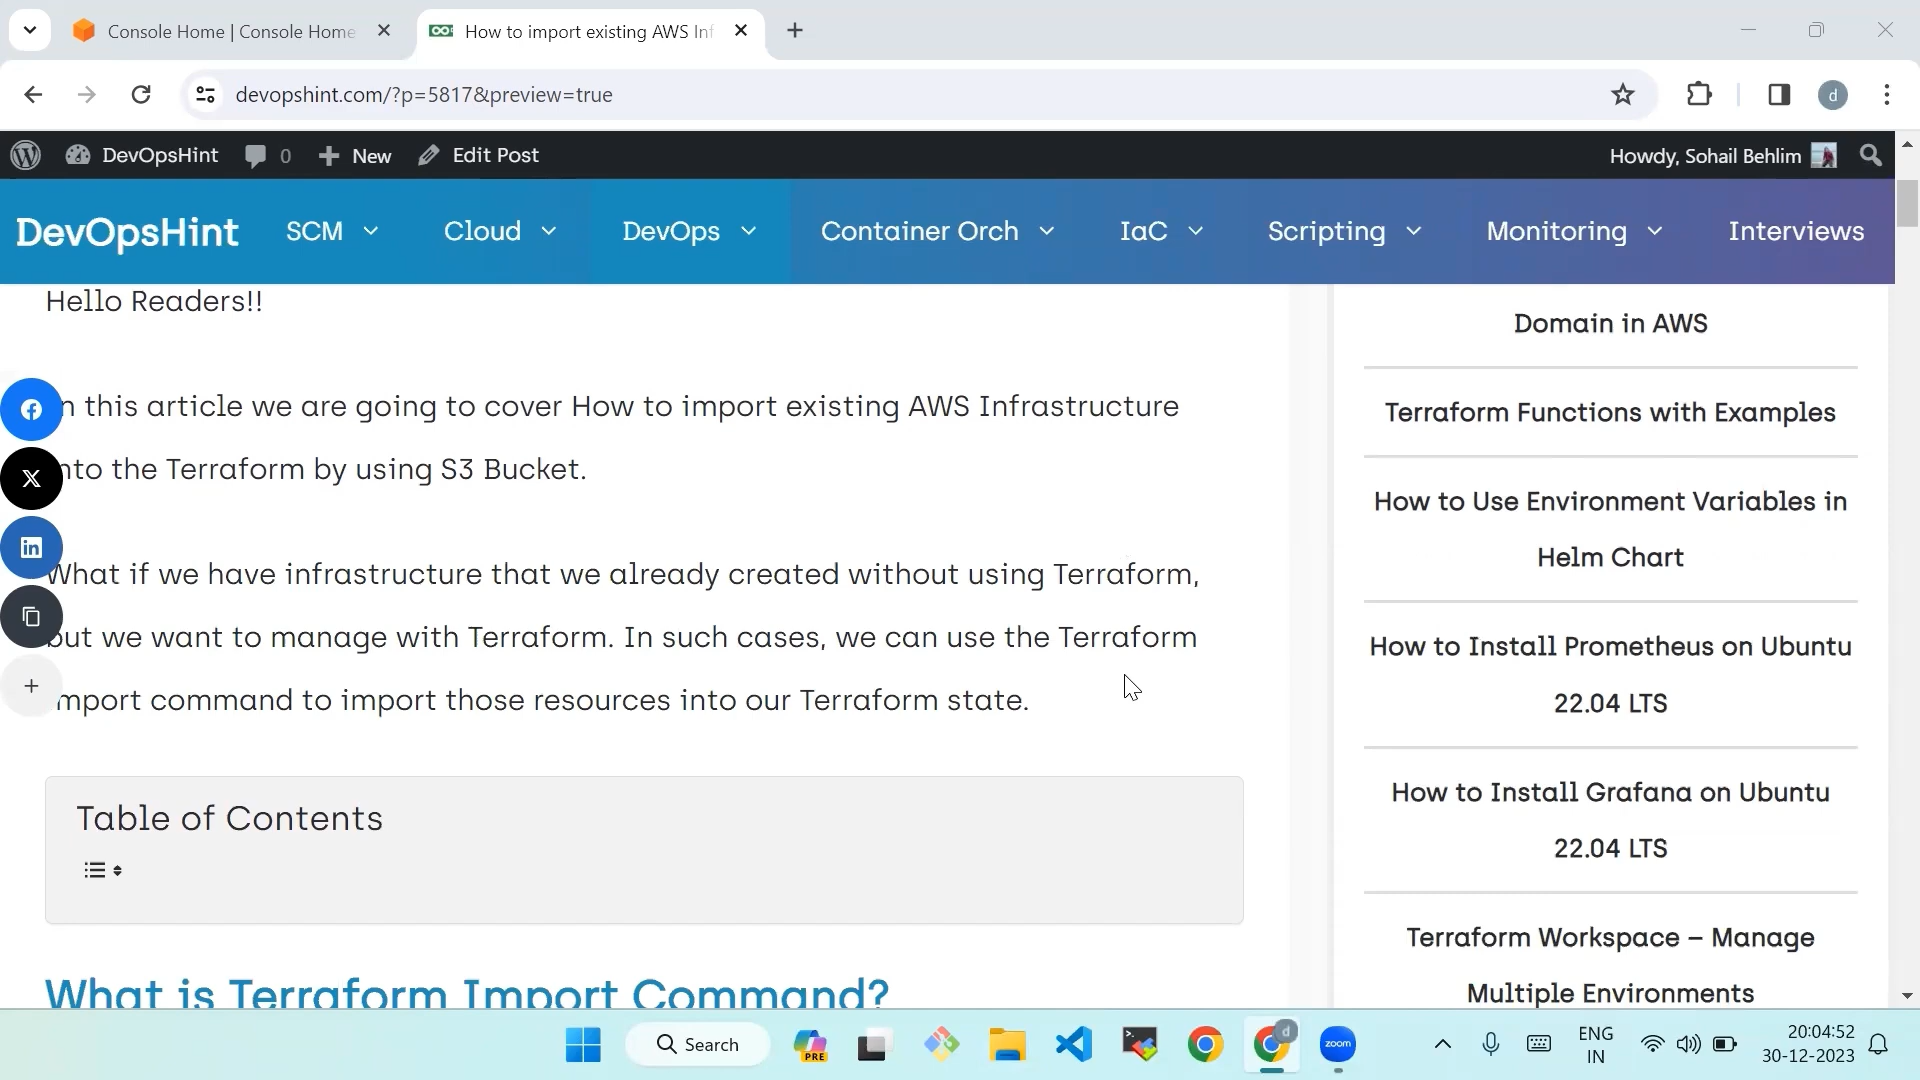 Console Home | Console Home
How to import existing AWS Inf
devopshint.com/?p=5817&preview=true
d
DevOpsHint
0
New
Edit Post
Howdy, Sohail Behlim
DevOpsHint
SCM
Cloud
DevOps
Container Orch
IaC
Scripting
Monitoring
Interviews
Hello Readers!!
n this article we are going to cover How to import existing AWS Infrastructure
nto the Terraform by using S3 Bucket.
What if we have infrastructure that we already created without using Terraform,
but we want to manage with Terraform. In such cases, we can use the Terraform
import command to import those resources into our Terraform state.
Table of Contents
What is Terraform Import Command?
Domain in AWS
Terraform Functions with Examples
How to Use Environment Variables in
Helm Chart
How to Install Prometheus on Ubuntu
22.04 LTS
How to Install Grafana on Ubuntu
22.04 LTS
Terraform Workspace – Manage
Multiple Environments
Search
PRE
d
zoom
ENG
IN
20:04:52
30-12-2023